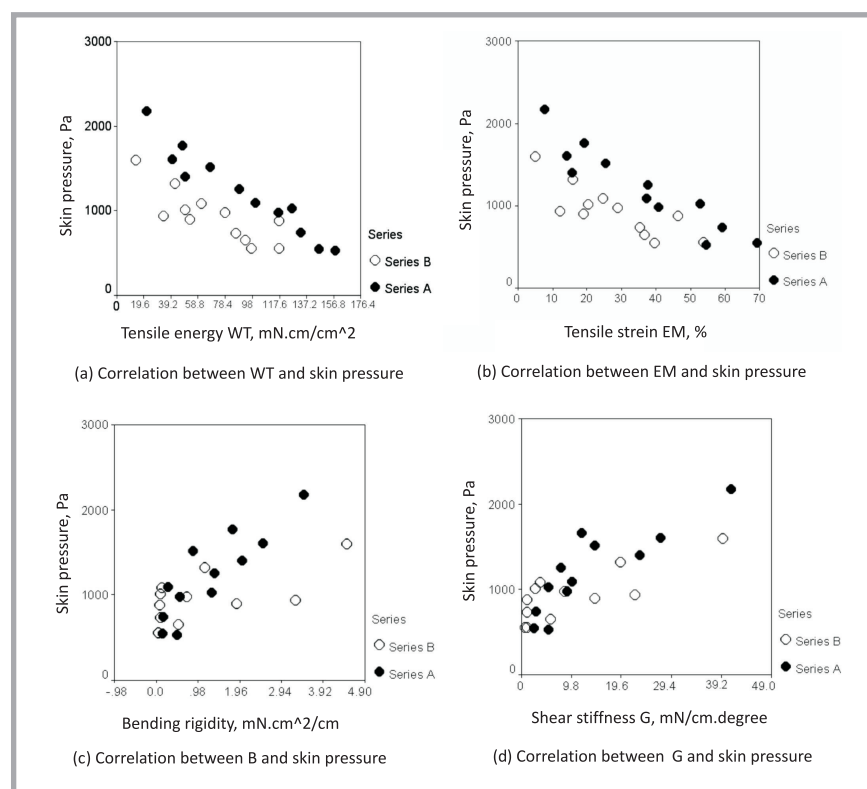 3000
2000
1000
0
Skin pressure, Pa
Series
Series B
Series A
0 19.6 39.2 58.8 78.4 98 117.6 137.2 156.8 176.4
Tensile energy WT, mN.cm/cm^2
(a) Correlation between WT and skin pressure
3000
2000
1000
0
Skin pressure, Pa
Series
Series B
Series A
0 10 20 30 40 50 60 70
Tensile strein EM, %
(b) Correlation between EM and skin pressure
3000
2000
1000
0
Skin pressure, Pa
Series
Series B
Series A
-.98 0.0 .98 1.96 2.94 3.92 4.90
Bending rigidity, mN.cm^2/cm
(c) Correlation between B and skin pressure
3000
2000
1000
0
Skin pressure, Pa
Series
Series B
Series A
0 9.8 19.6 29.4 39.2 49.0
Shear stiffness G, mN/cm.degree
(d) Correlation between G and skin pressure